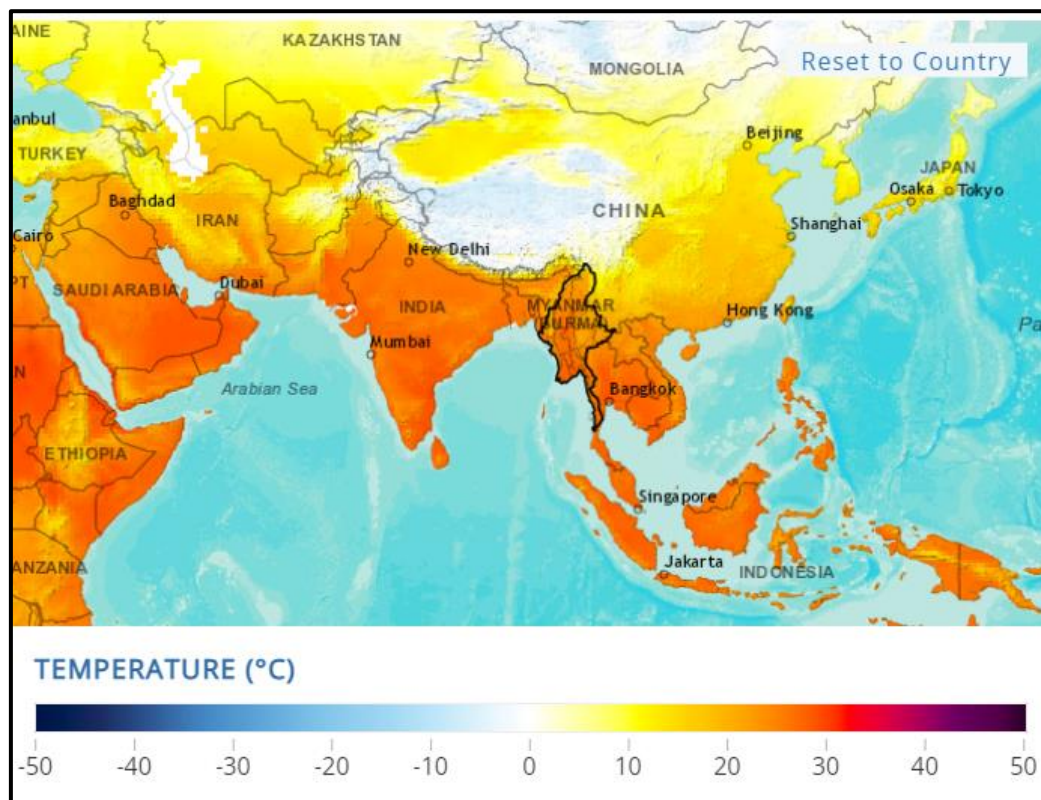 AINE
KAZAKHSTAN
MONGOLIA
Reset to Country
anbul
TURKEY
Beijing
JAPAN
Osaka
Tokyo
Baghdad
IRAN
CHINA
Shanghai
Cairo
New Delhi
PT
SAUDI ARABIA
Dubai
INDIA
MYANMAR
(BURMA)
Hong Kong
Pa
Mumbai
AN
Arabian Sea
Bangkok
ETHIOPIA
Singapore
ANZANIA
Jakarta
INDONESIA
TEMPERATURE (°C)
-50 -40 -30 -20 -10 0 10 20 30 40 50